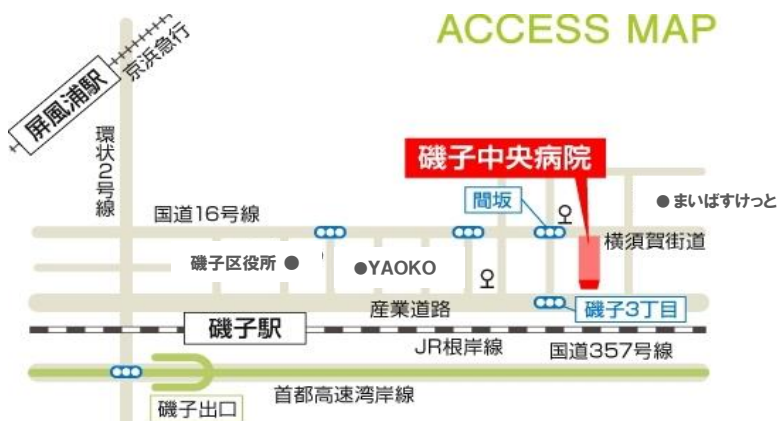 ACCESS MAP
京浜急行
屏風浦駅
環状2号線
磯子中央病院
間坂
●まいばすけっと
国道16号線
横須賀街道
磯子区役所 ●
●YAOKO
産業道路
磯子3丁目
磯子駅
JR根岸線
国道357号線
首都高速湾岸線
磯子出口